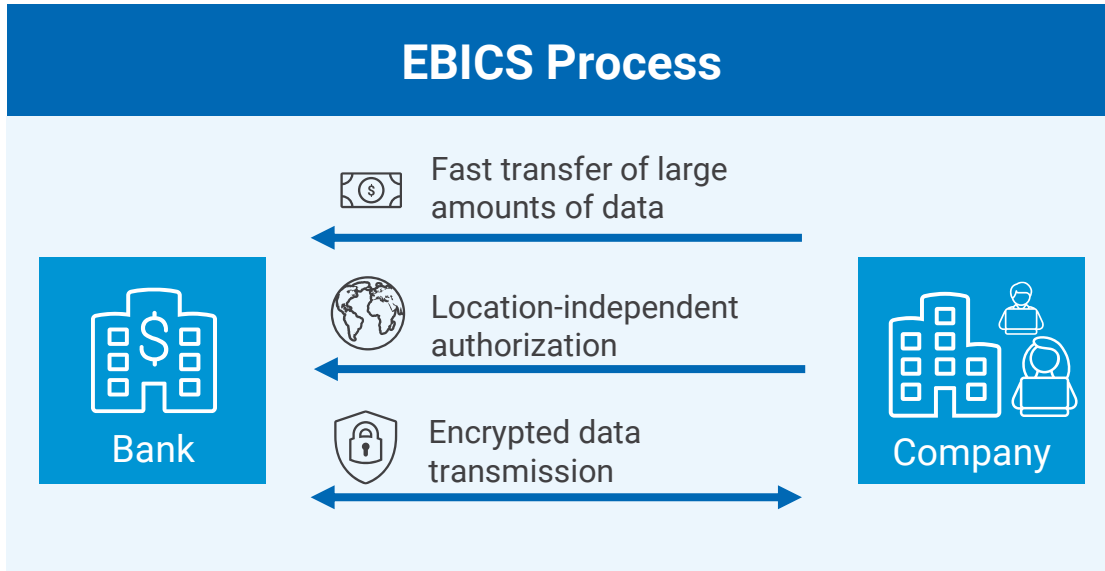 EBICS Process
Fast transfer of large
amounts of data
Location-independent
authorization
Encrypted data
transmission
Bank
Company